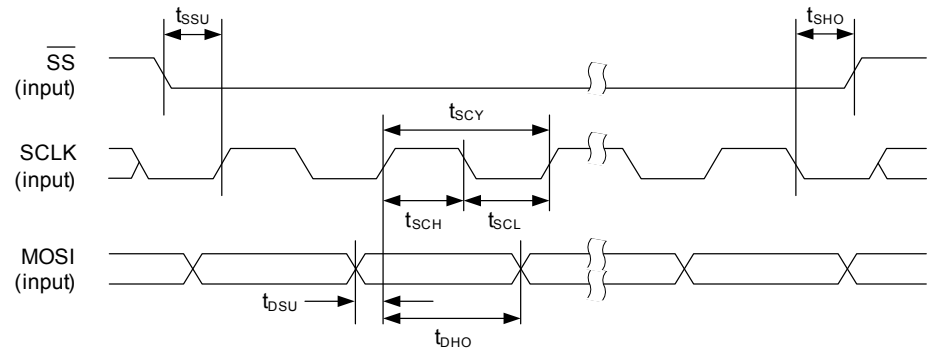 tSSU
tSHO
SS
(input)
tSCY
SCLK
(input)
tSCH
tSCL
MOSI
(input)
tDSU
tDHO